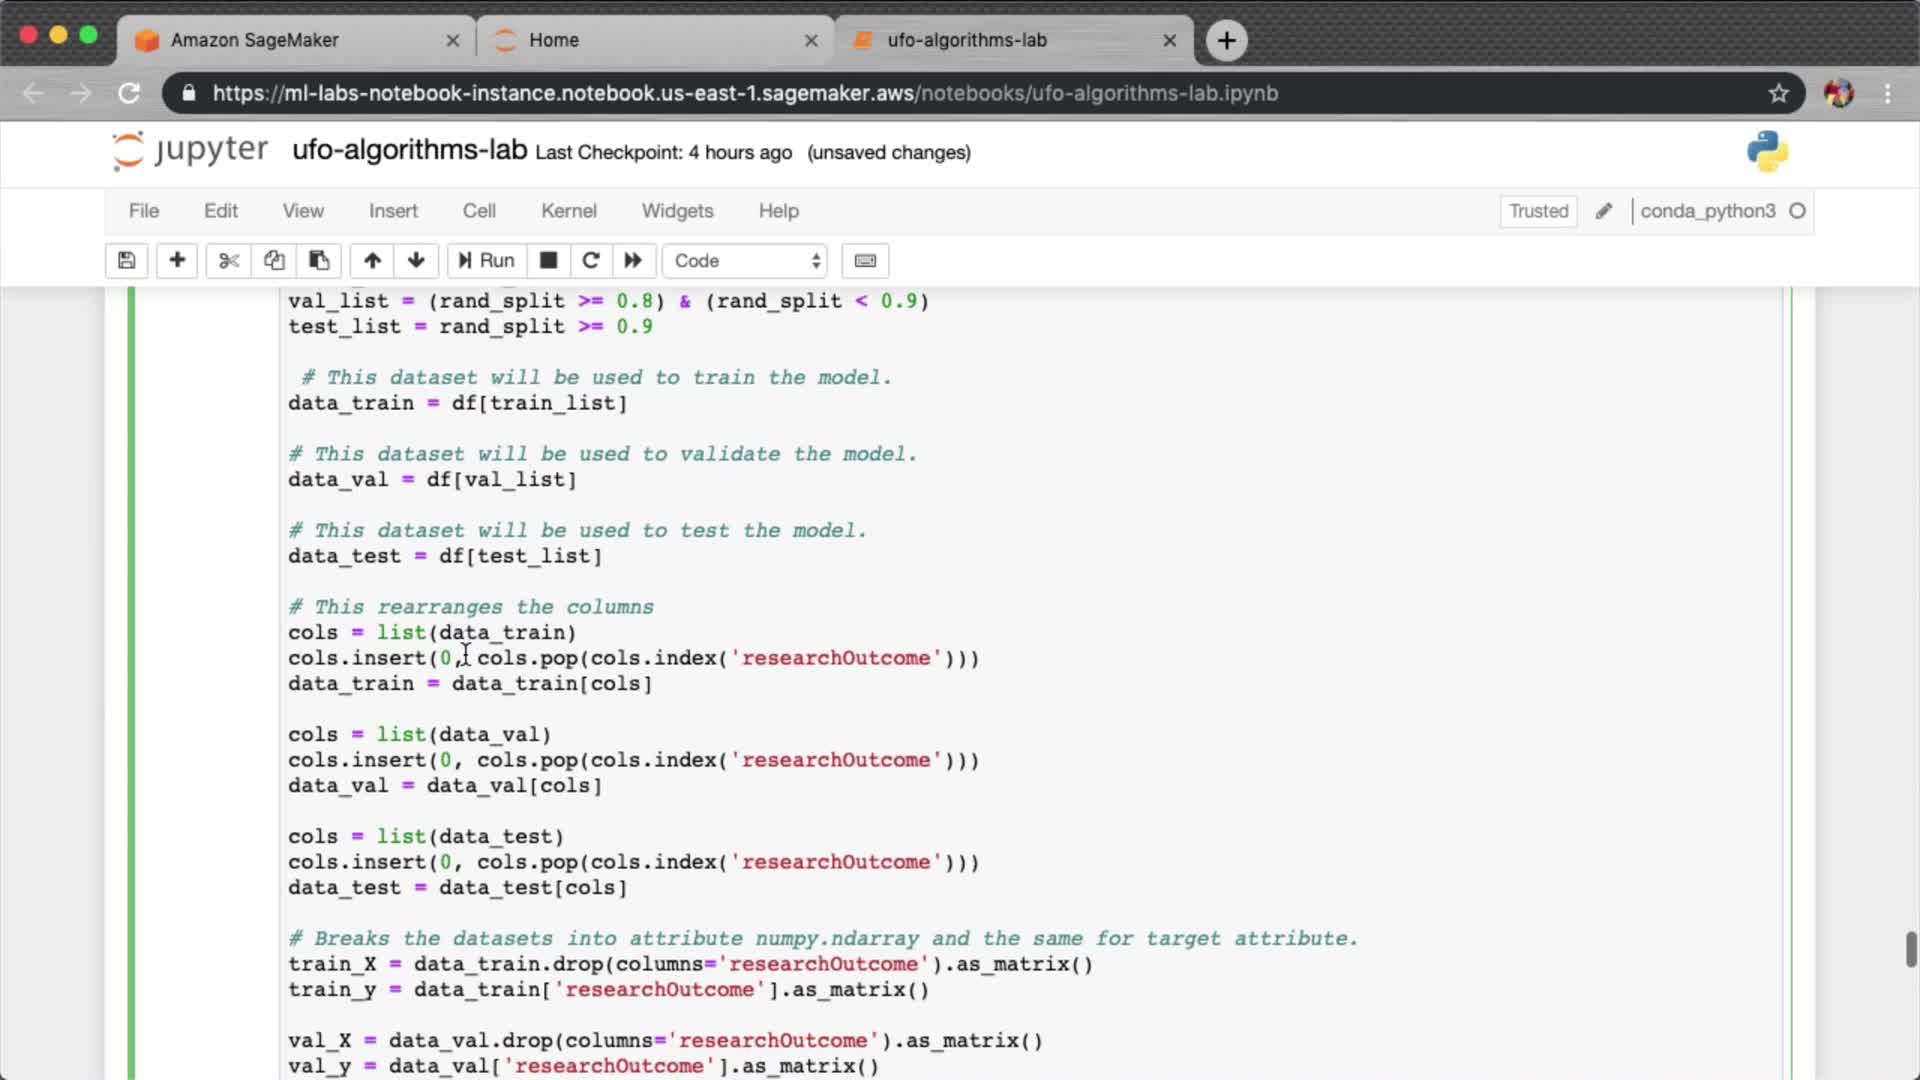 Amazon SageMaker
Home
ufo-algorithms-lab
https://ml-labs-notebook-instance.notebook.us-east-1.sagemaker.aws/notebooks/ufo-algorithms-lab.ipynb
jupyter ufo-algorithms-lab Last Checkpoint: 4 hours ago (unsaved changes)
File Edit View Insert Cell Kernel Widgets Help Trusted conda_python3
Run Code
val_list = (rand_split >= 0.8) & (rand_split < 0.9)
test_list = rand_split >= 0.9
# This dataset will be used to train the model.
data_train = df[train_list]
# This dataset will be used to validate the model.
data_val = df[val_list]
# This dataset will be used to test the model.
data_test = df[test_list]
# This rearranges the columns
cols = list(data_train)
cols.insert(0, cols.pop(cols.index('researchOutcome')))
data_train = data_train[cols]
cols = list(data_val)
cols.insert(0, cols.pop(cols.index('researchOutcome')))
data_val = data_val[cols]
cols = list(data_test)
cols.insert(0, cols.pop(cols.index('researchOutcome')))
data_test = data_test[cols]
# Breaks the datasets into attribute numpy.ndarray and the same for target attribute.
train_X = data_train.drop(columns='researchOutcome').as_matrix()
train_y = data_train['researchOutcome'].as_matrix()
val_X = data_val.drop(columns='researchOutcome').as_matrix()
val_y = data_val['researchOutcome'].as_matrix()